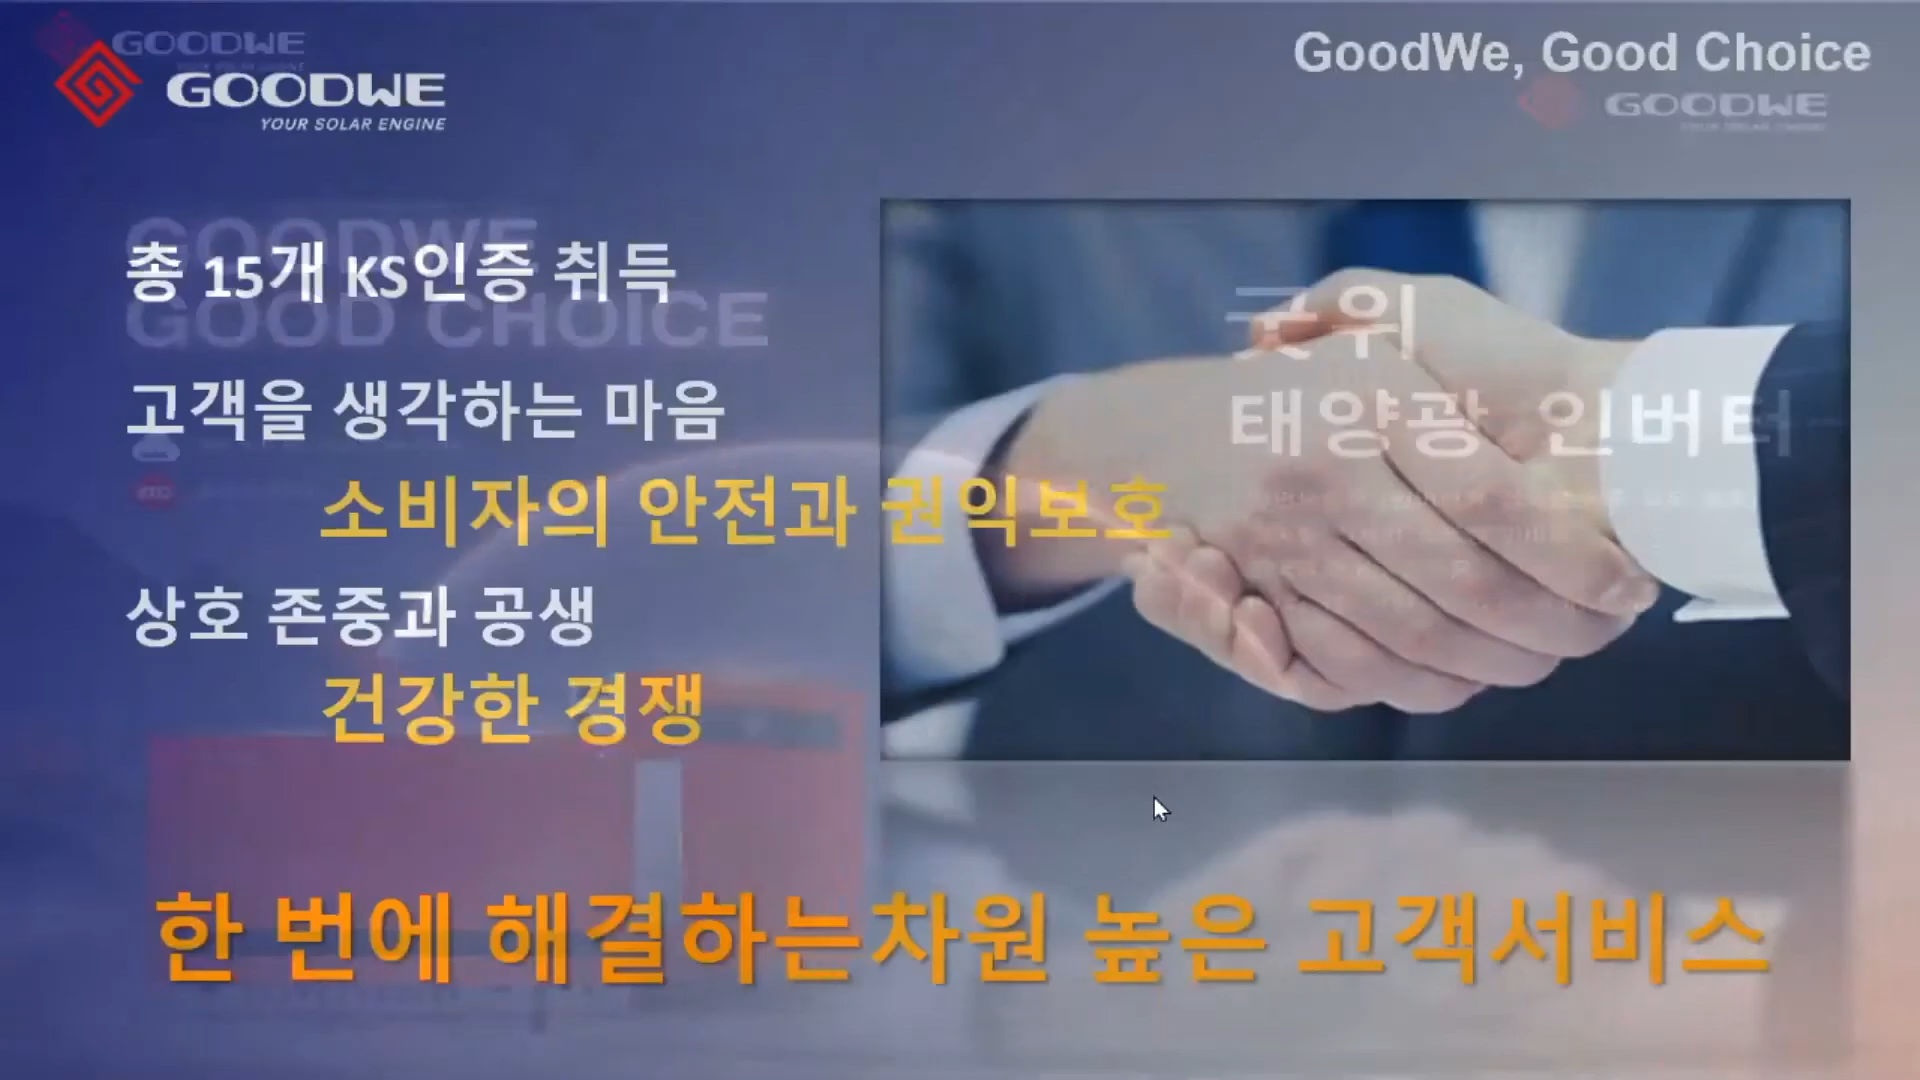 GOODWE
GoodWe, Good Choice
GOODWE
YOUR SOLAR ENGINE
GOODWE
GOODWE
GOOD CHOICE
총 15개 KS인증 취득
굿위
태양광 인버터
고객을 생각하는 마음
소비자의 안전과 권익보호
상호 존중과 공생
건강한 경쟁
한 번에 해결하는차원 높은 고객서비스